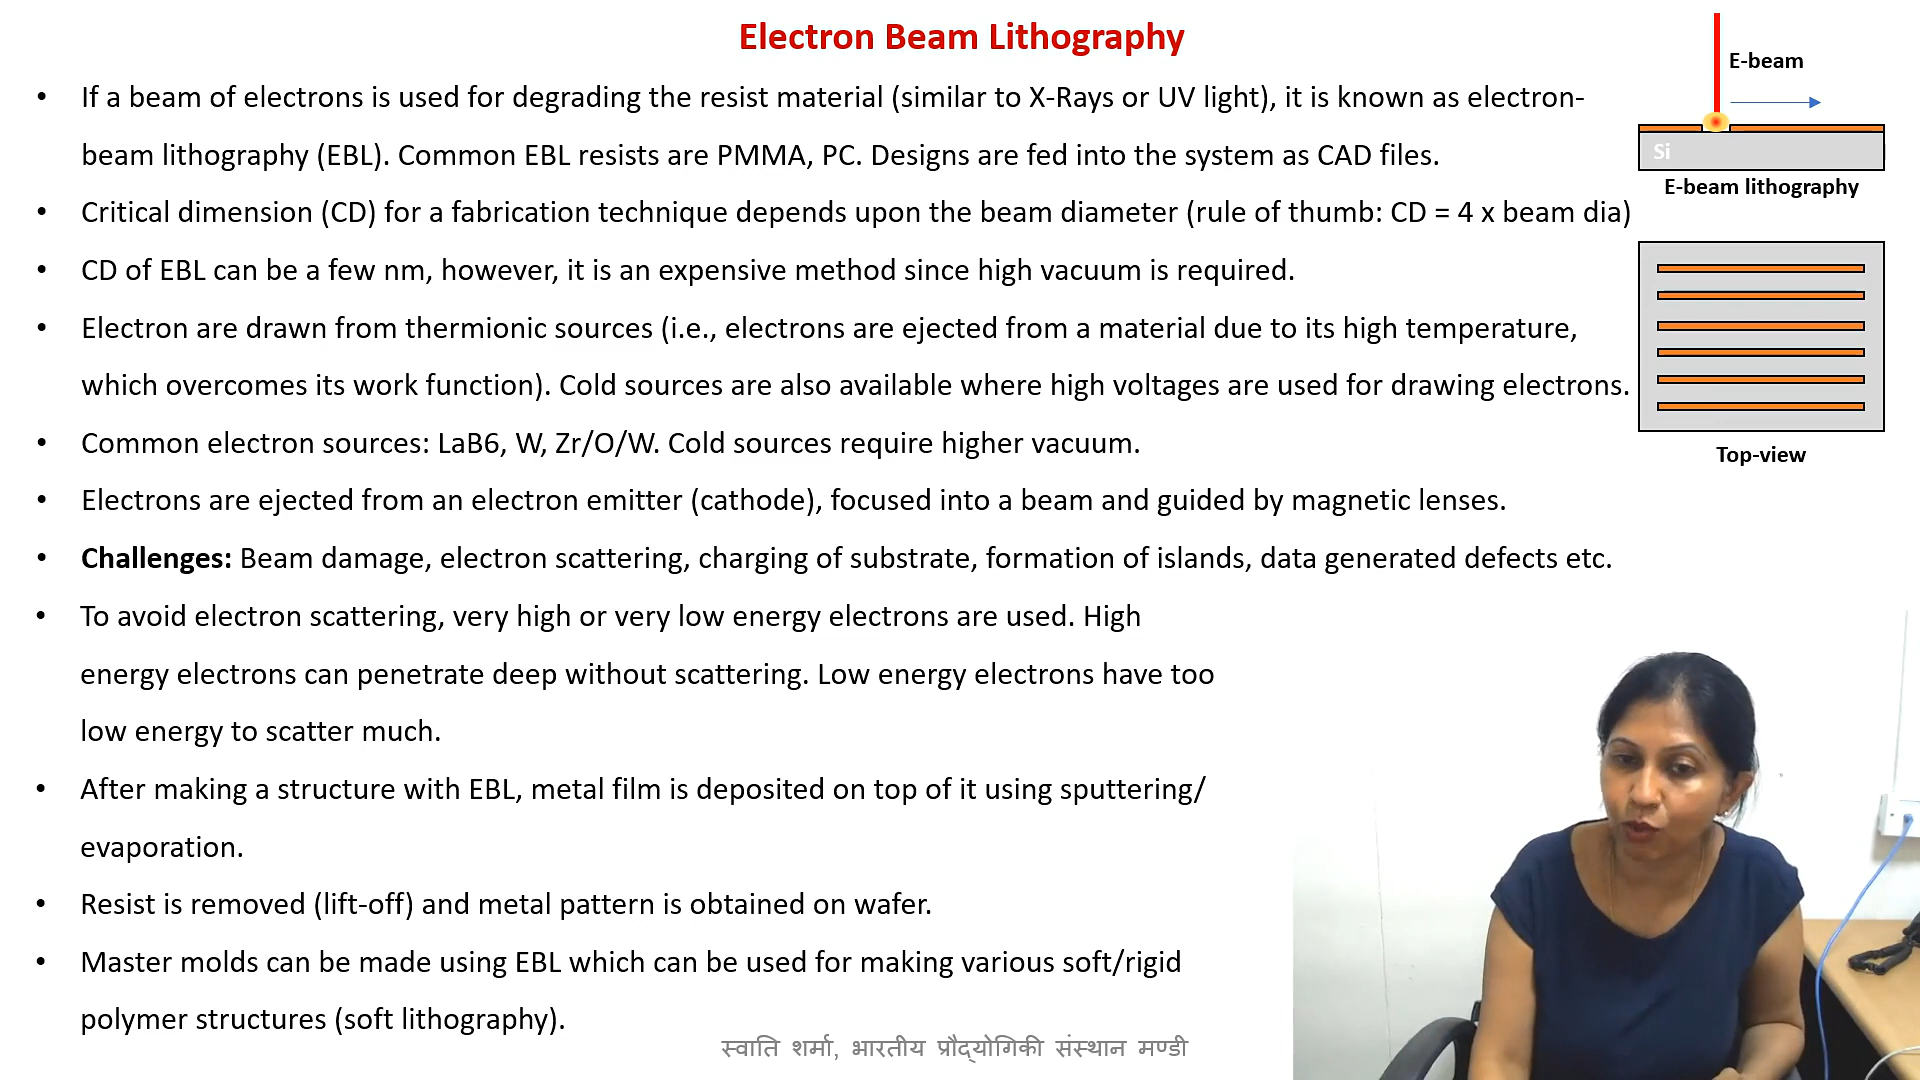 Electron Beam Lithography
• If a beam of electrons is used for degrading the resist material (similar to X-Rays or UV light), it is known as electron-
beam lithography (EBL). Common EBL resists are PMMA, PC. Designs are fed into the system as CAD files.
• Critical dimension (CD) for a fabrication technique depends upon the beam diameter (rule of thumb: CD = 4 x beam dia)
• CD of EBL can be a few nm, however, it is an expensive method since high vacuum is required.
• Electron are drawn from thermionic sources (i.e., electrons are ejected from a material due to its high temperature,
which overcomes its work function). Cold sources are also available where high voltages are used for drawing electrons.
• Common electron sources: LaB6, W, Zr/O/W. Cold sources require higher vacuum.
• Electrons are ejected from an electron emitter (cathode), focused into a beam and guided by magnetic lenses.
• Challenges: Beam damage, electron scattering, charging of substrate, formation of islands, data generated defects etc.
• To avoid electron scattering, very high or very low energy electrons are used. High
energy electrons can penetrate deep without scattering. Low energy electrons have too
low energy to scatter much.
• After making a structure with EBL, metal film is deposited on top of it using sputtering/
evaporation.
• Resist is removed (lift-off) and metal pattern is obtained on wafer.
• Master molds can be made using EBL which can be used for making various soft/rigid
polymer structures (soft lithography).
E-beam
Si
E-beam lithography
Top-view
स्वाति शर्मा, भारतीय प्रौद्योगिकी संस्थान मण्डी